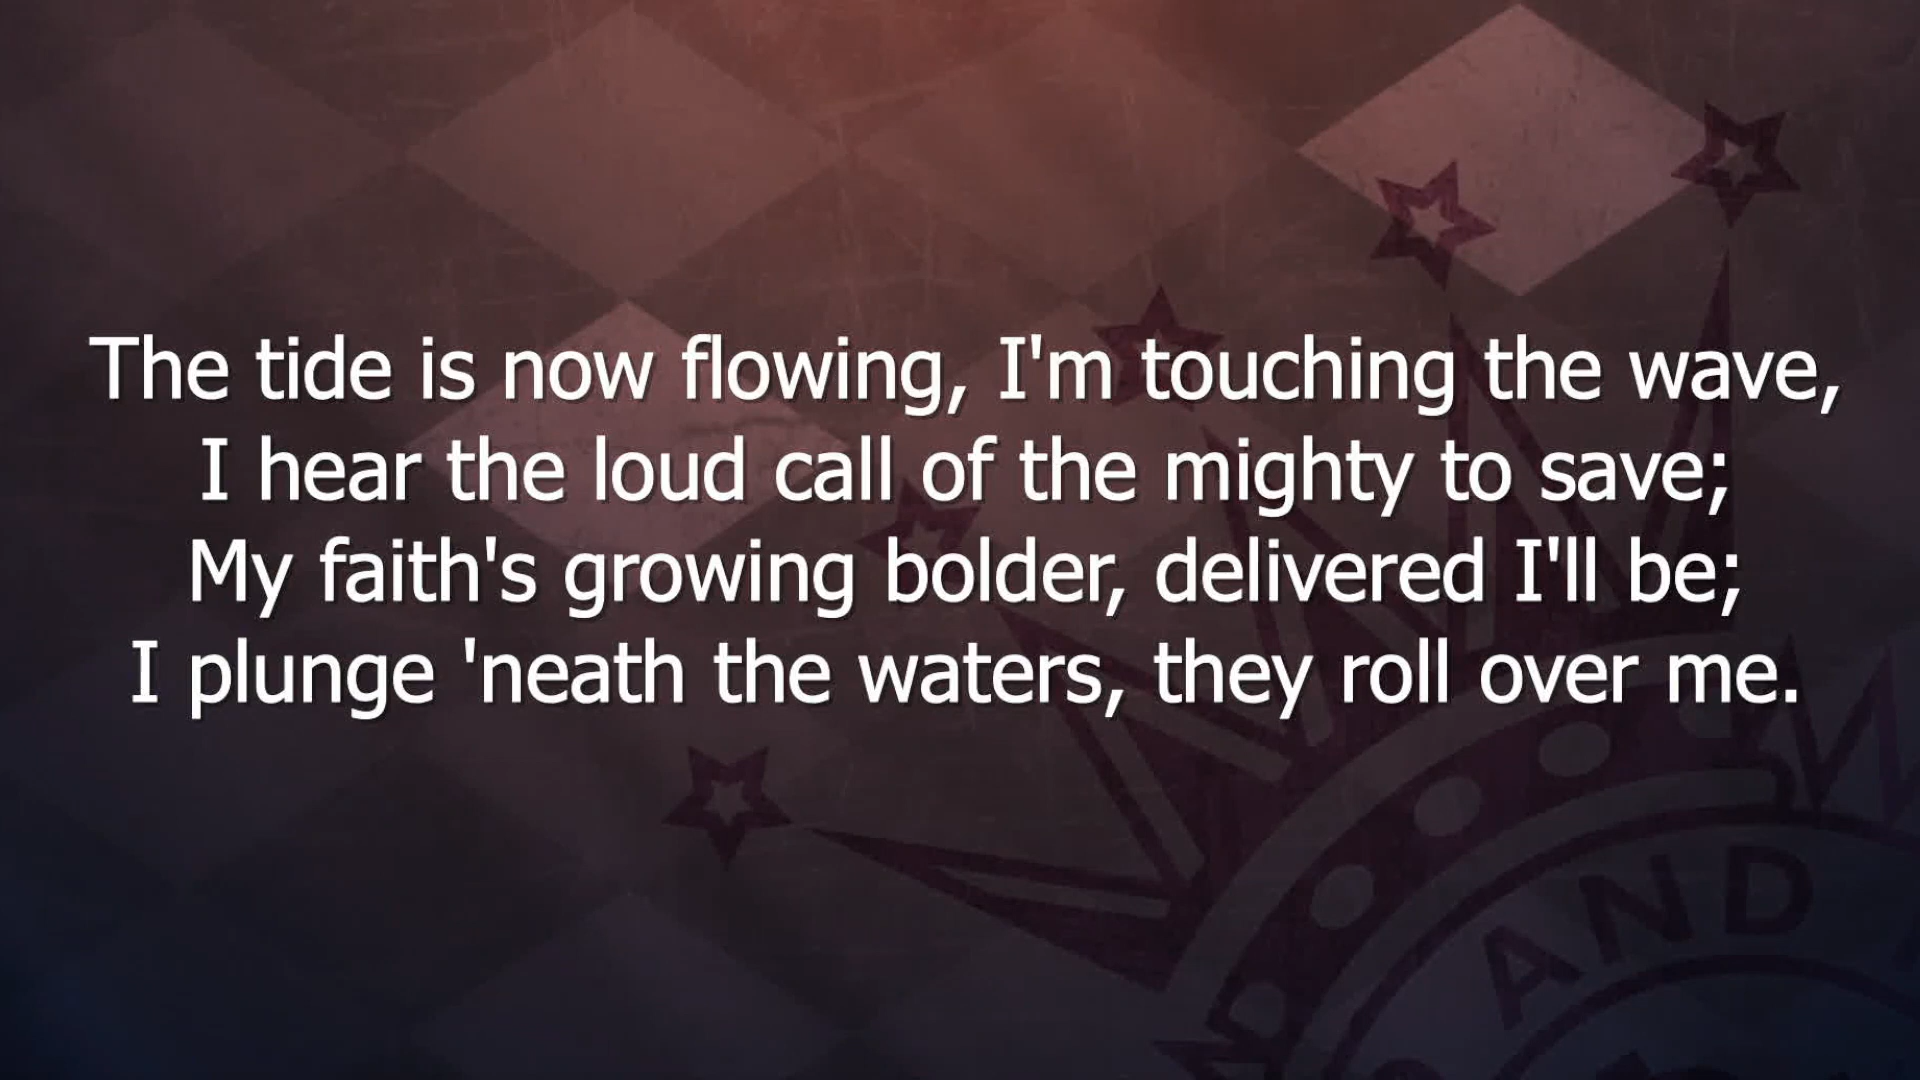 The tide is now flowing, I'm touching the wave,
I hear the loud call of the mighty to save;
My faith's growing bolder, delivered I'll be;
I plunge 'neath the waters, they roll over me.
AND